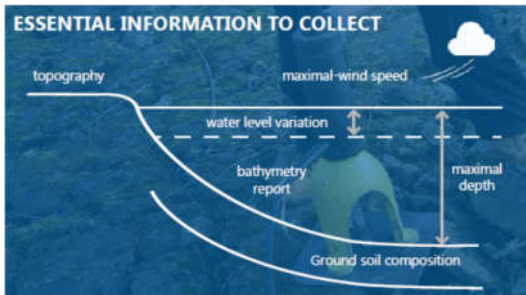 ESSENTIAL INFORMATION TO COLLECT
topography
maximal-wind speed
water level variation
bathymetry
report
maximal
depth
Ground soil composition